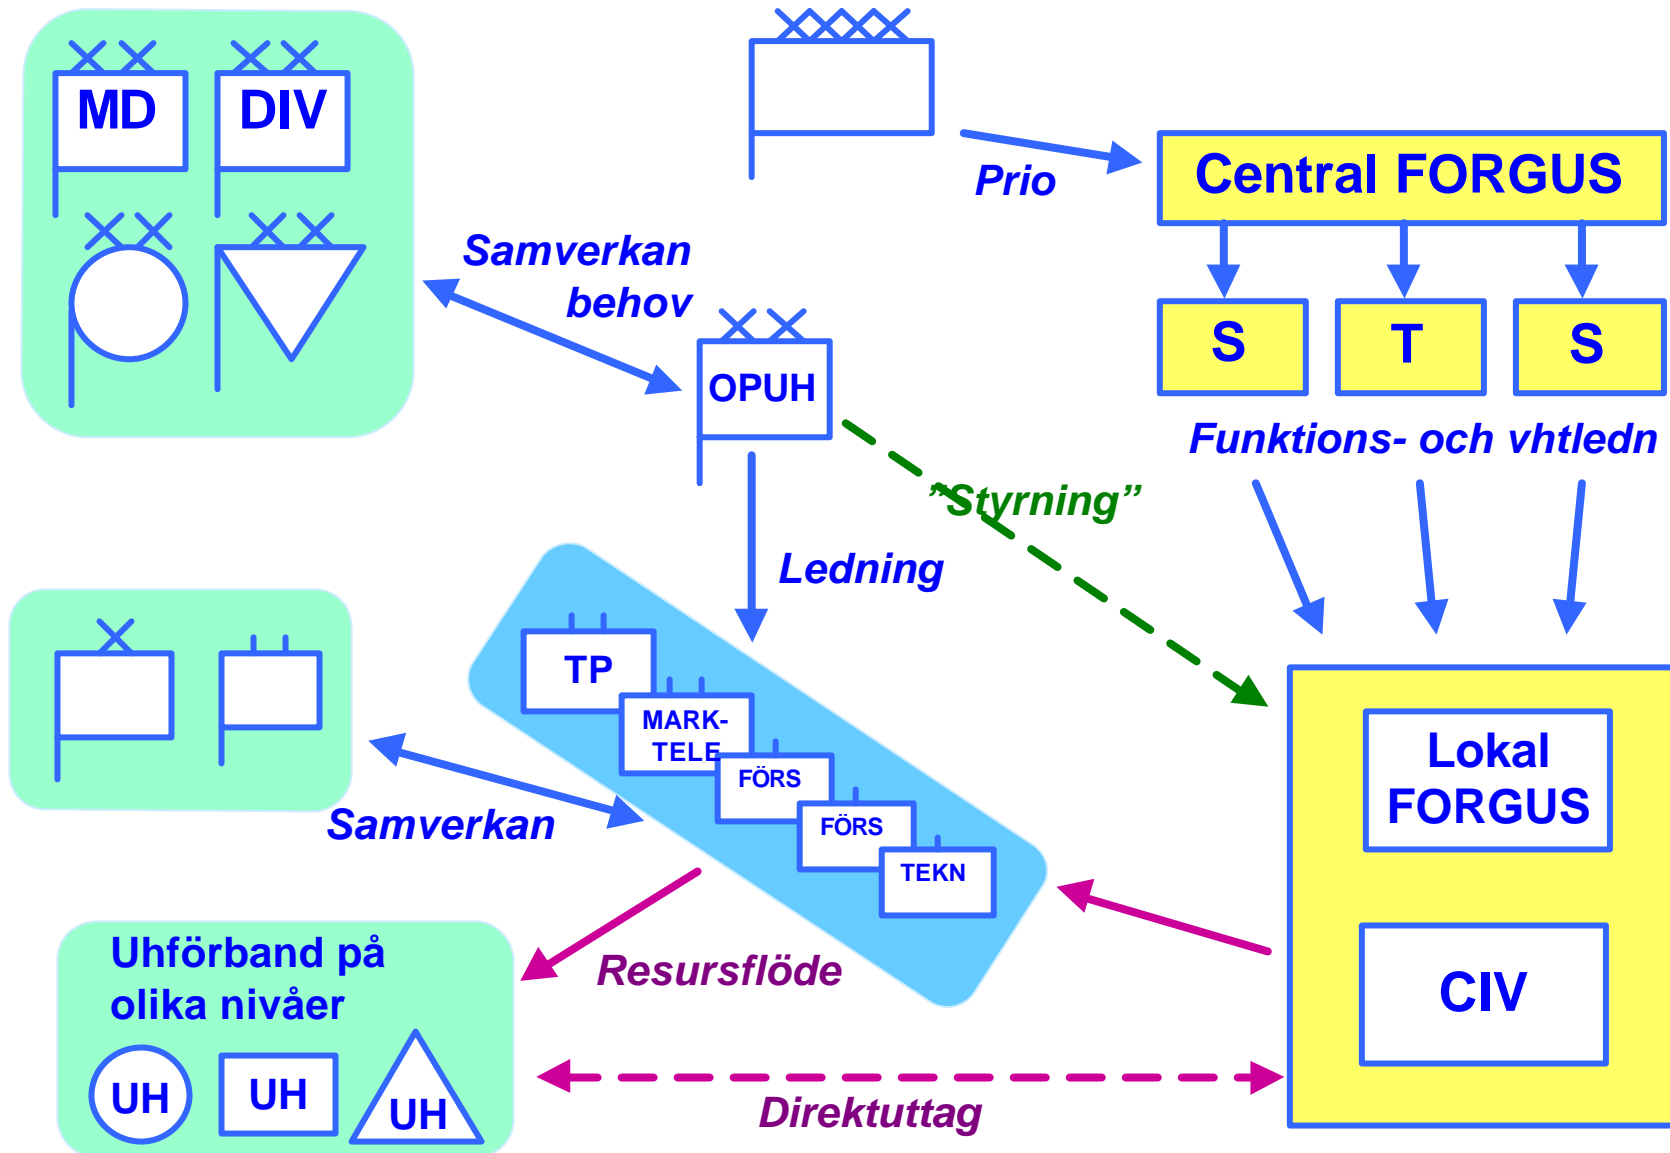 MD
DIV
Prio
Central FORGUS
Samverkan
behov
S
T
S
OPUH
Funktions- och vhtledn
”Styrning”
Ledning
TP
MARK-
TELE
FÖRS
FÖRS
TEKN
Lokal
FORGUS
Samverkan
Uhförband på
olika nivåer
Resursflöde
CIV
UH
UH
UH
Direktuttag